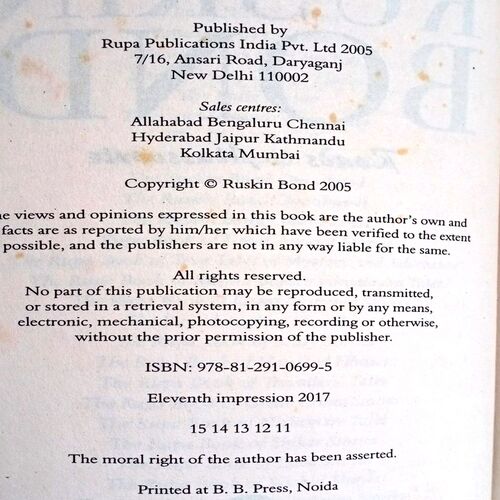 Published by
Rupa Publications India Pvt. Ltd 2005
7/16, Ansari Road, Daryaganj
New Delhi 110002
Sales centres:
Allahabad Bengaluru Chennai
Hyderabad Jaipur Kathmandu
Kolkata Mumbai
Copyright © Ruskin Bond 2005
views and opinions expressed in this book are the author's own and
facts are as reported by him/her which have been verified to the extent
possible, and the publishers are not in any way liable for the same.
All rights reserved.
No part of this publication may be reproduced, transmitted,
or stored in a retrieval system, in any form or by any means,
electronic, mechanical, photocopying, recording or otherwise,
without the prior permission of the publisher.
ISBN: 978-81-291-0699-5
Eleventh impression 2017
15 14 13 12 11
The moral right of the author has been asserted.
Printed at B. B. Press, Noida